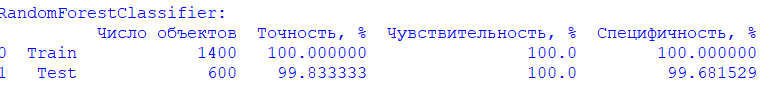 RandomForestClassifier:
Число объектов Точность, % Чувствительность, % Специфичность, %
0 Train 1400 100.000000 100.0 100.000000
1 Test 600 99.833333 100.0 99.681529